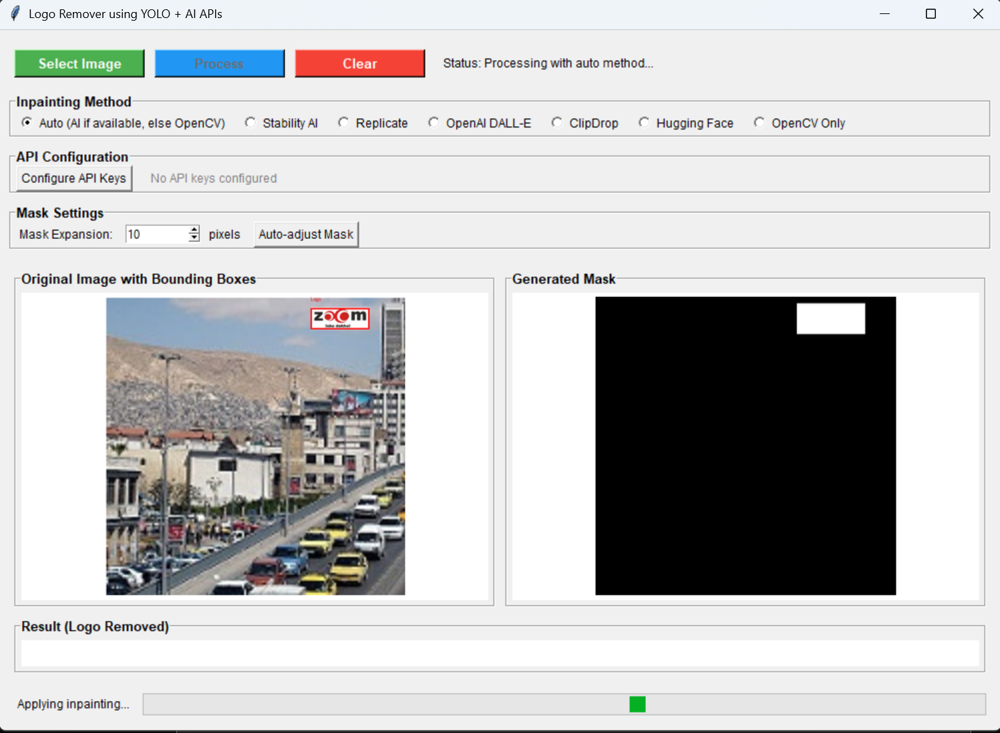 Logo Remover using YOLO + AI APIs
Select Image
Process
Clear
Status: Processing with auto method...
Inpainting Method
Auto (AI if available, else OpenCV)
Stability AI
Replicate
OpenAI DALL-E
ClipDrop
Hugging Face
OpenCV Only
API Configuration
Configure API Keys
No API keys configured
Mask Settings
Mask Expansion:
10
pixels
Auto-adjust Mask
Original Image with Bounding Boxes
Generated Mask
Logo
zoom
Result (Logo Removed)
Applying inpainting...